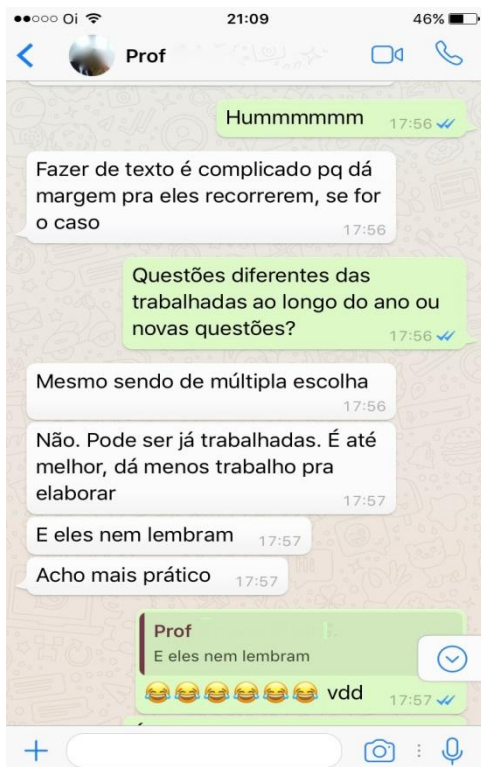 Oi 21:09 46%
Prof
Hummmmmm 17:56
Fazer de texto é complicado pq dá
margem pra eles recorrerem, se for
o caso 17:56
Questões diferentes das
trabalhadas ao longo do ano ou
novas questões? 17:56
Mesmo sendo de múltipla escolha
17:56
Não. Pode ser já trabalhadas. É até
melhor, dá menos trabalho pra
elaborar 17:57
E eles nem lembram 17:57
Acho mais prático 17:57
Prof
E eles nem lembram
😂😂😂😂😂😂 vdd 17:57